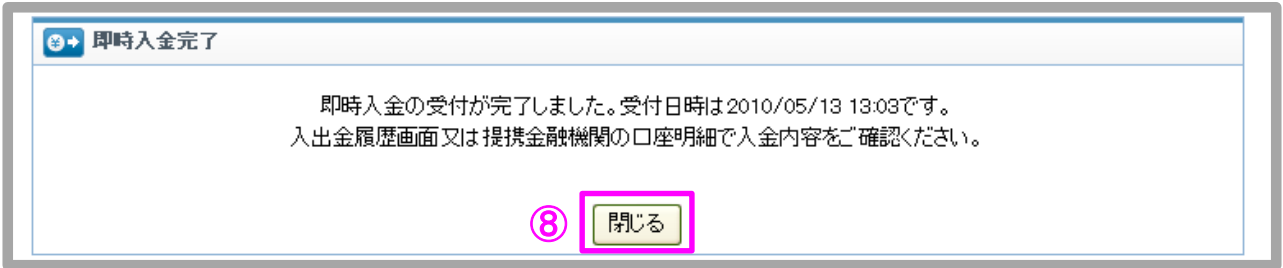 即時入金完了
即時入金の受付が完了しました。受付日時は2010/05/13 13:03です。
入出金履歴画面又は提携金融機関の口座明細で入金内容をご確認ください。
⑧ 閉じる